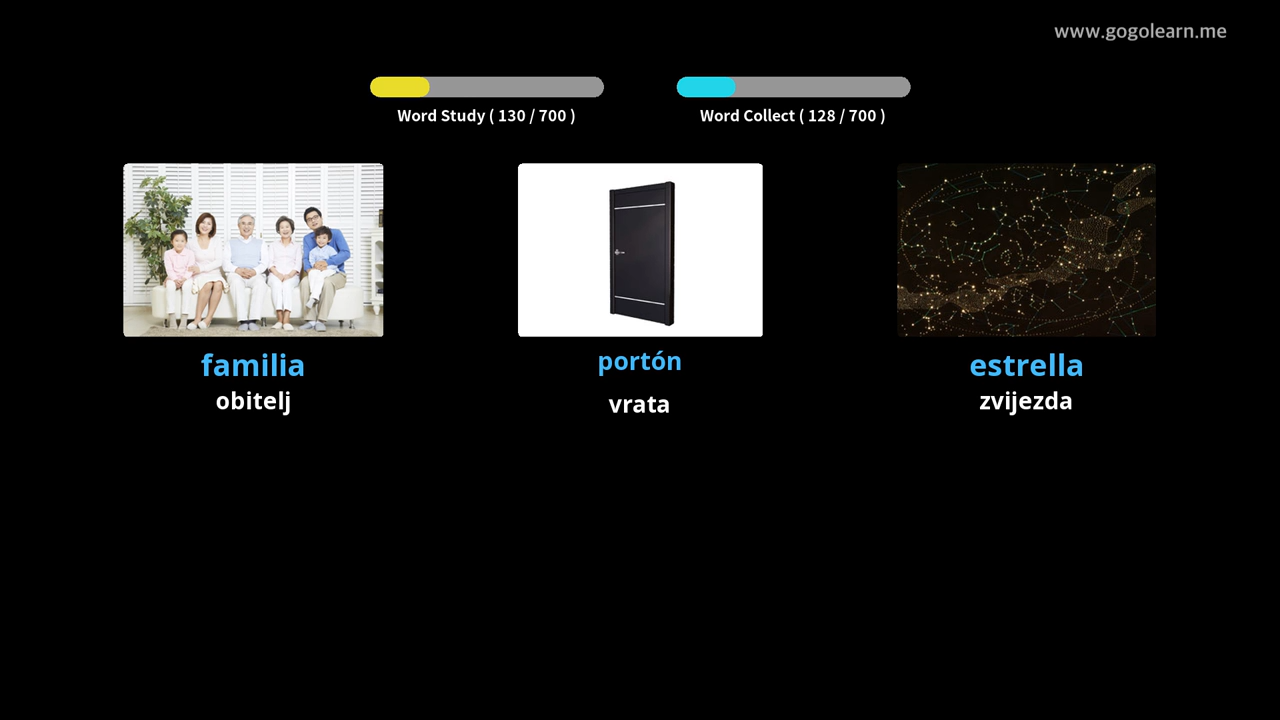 www.gogolearn.me
Word Study ( 130 / 700 )
Word Collect ( 128 / 700 )
familia
obitelj
portón
vrata
estrella
zvijezda